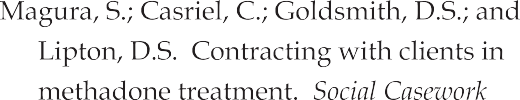 Magura, S.; Casriel, C.; Goldsmith, D.S.; and
Lipton, D.S. Contracting with clients in
methadone treatment. Social Casework